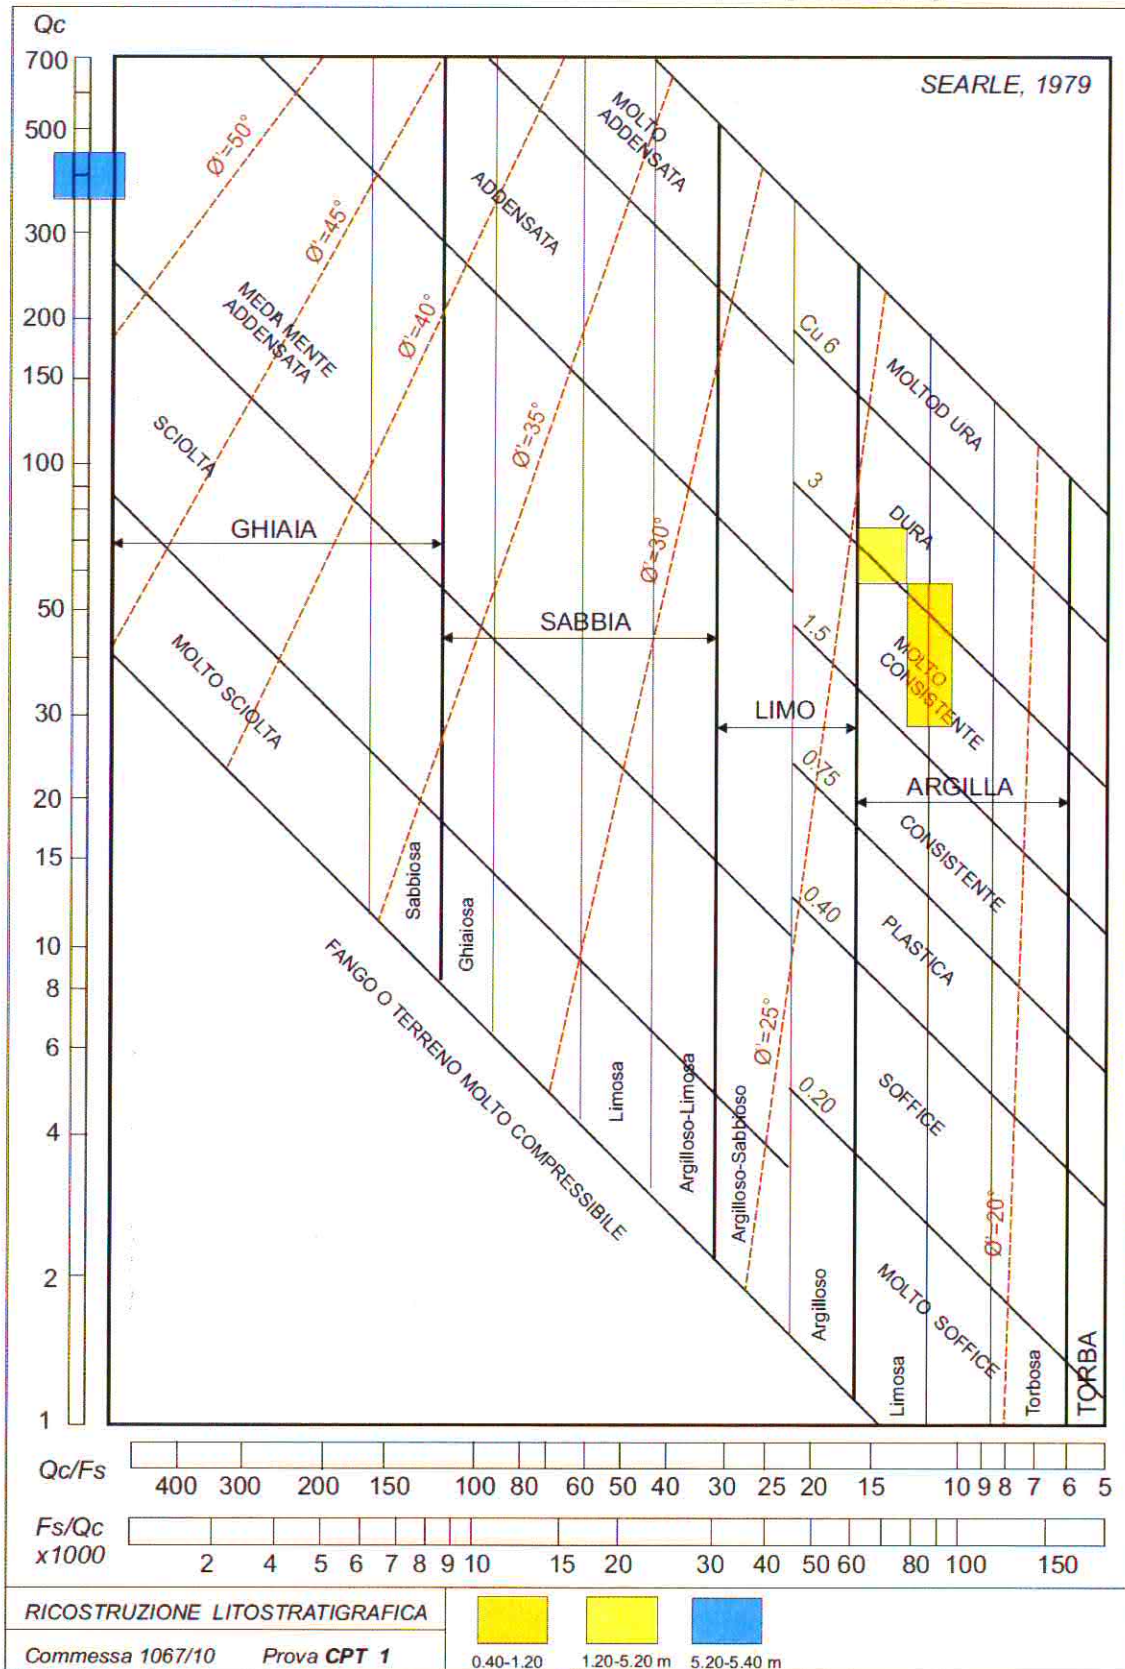 Qc
SEARLE, 1979
700
500
300
200
150
100
50
30
20
15
10
8
6
4
2
1
Ø'=50°
Ø'=45°
Ø'=40°
Ø'=35°
Ø'=30°
Ø'=25°
Ø'=20°
MOLTO
ADDENSATA
ADDENSATA
MEDA MENTE
ADDENSATA
SCIOLTA
MOLTO SCIOLTA
GHIAIA
SABBIA
LIMO
ARGILLA
Cu 6
3
1.5
0.75
0.40
0.20
MOLTOD URA
DURA
MOLTO
CONSISTENTE
CONSISTENTE
PLASTICA
SOFFICE
MOLTO SOFFICE
FANGO O TERRENO MOLTO COMPRESSIBILE
Sabbiosa
Ghiaiosa
Limosa
Argilloso-Limosa
Argilloso-Sabbioso
Argilloso
Limosa
Torbosa
TORBA
Qc/Fs
400 300 200 150 100 80 60 50 40 30 25 20 15 10 9 8 7 6 5
Fs/Qc
x1000
2 4 5 6 7 8 9 10 15 20 30 40 50 60 80 100 150
RICOSTRUZIONE LITOSTRATIGRAFICA
Commessa 1067/10 Prova CPT 1
0.40-1.20 1.20-5.20 m 5.20-5.40 m